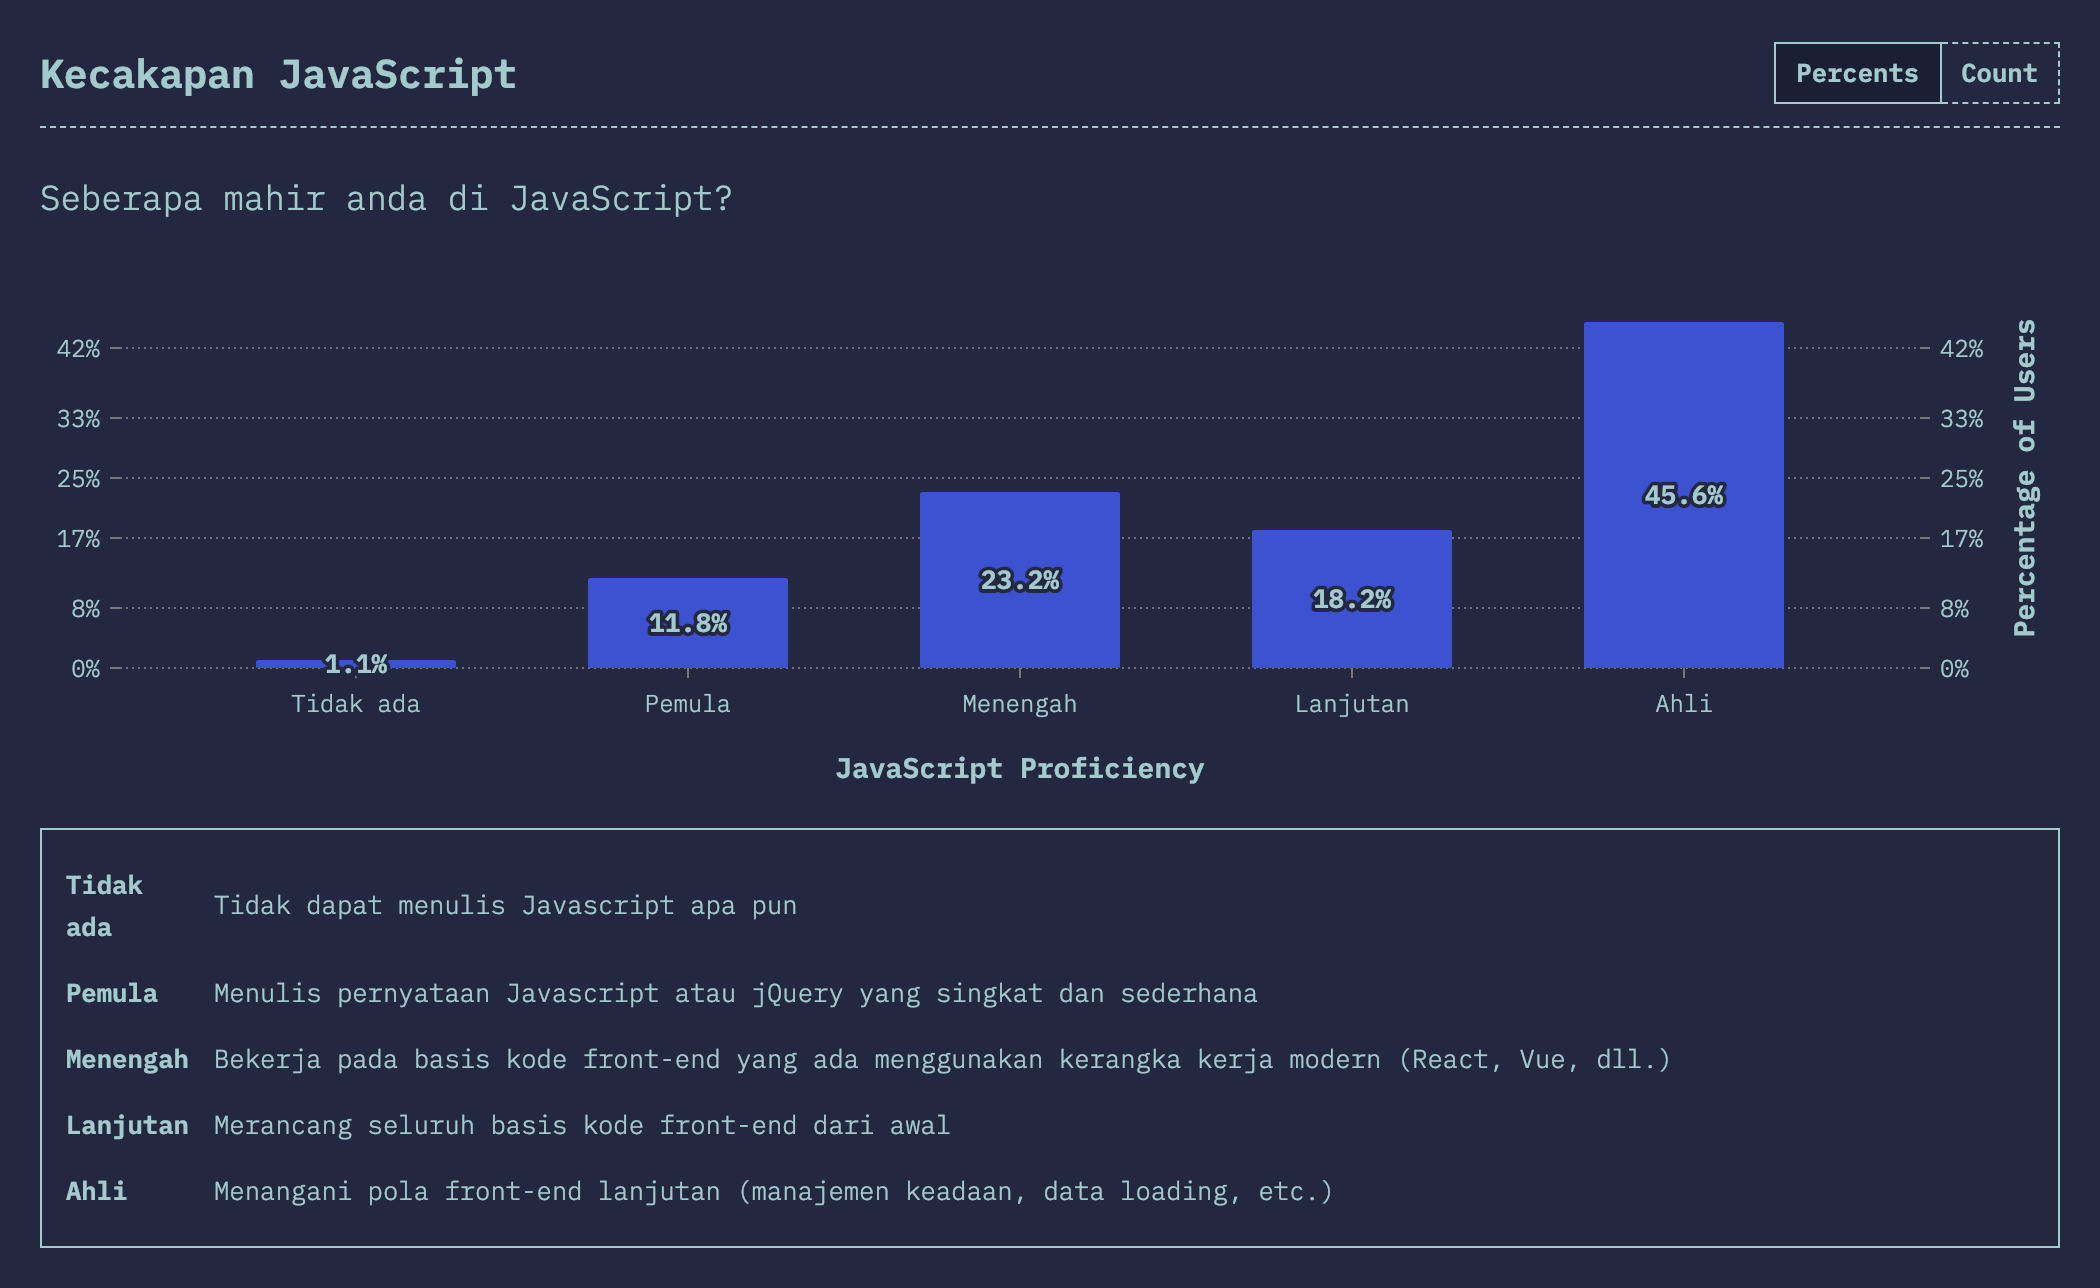 Kecakapan JavaScript
Percents Count
Seberapa mahir anda di JavaScript?
42% 42%
33% 33%
25% 25%
17% 17%
8% 8%
0% 0%
Percentage of Users
1.1% 11.8% 23.2% 18.2% 45.6%
Tidak ada Pemula Menengah Lanjutan Ahli
JavaScript Proficiency
Tidak ada Tidak dapat menulis Javascript apa pun
Pemula Menulis pernyataan Javascript atau jQuery yang singkat dan sederhana
Menengah Bekerja pada basis kode front-end yang ada menggunakan kerangka kerja modern (React, Vue, dll.)
Lanjutan Merancang seluruh basis kode front-end dari awal
Ahli Menangani pola front-end lanjutan (manajemen keadaan, data loading, etc.)